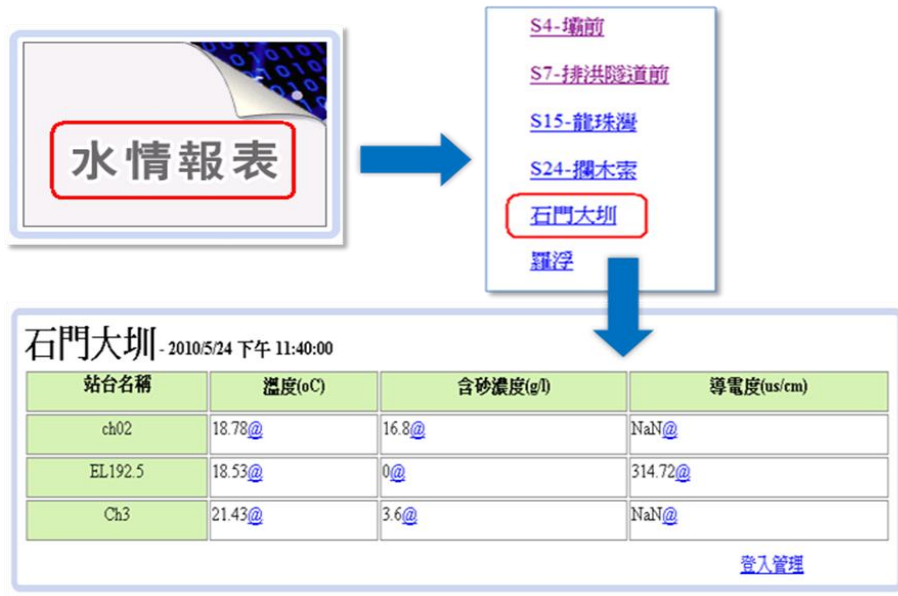 水情報表
S4-壩前
S7-排洪隧道前
S15-龍珠灣
S24-攔木索
石門大圳
羅浮
石門大圳 - 2010/5/24 下午 11:40:00
站台名稱 溫度(oC) 含砂濃度(g/l) 導電度(us/cm)
ch02 18.78@ 16.8@ NaN@
EL192.5 18.53@ 0@ 314.72@
Ch3 21.43@ 3.6@ NaN@
登入管理